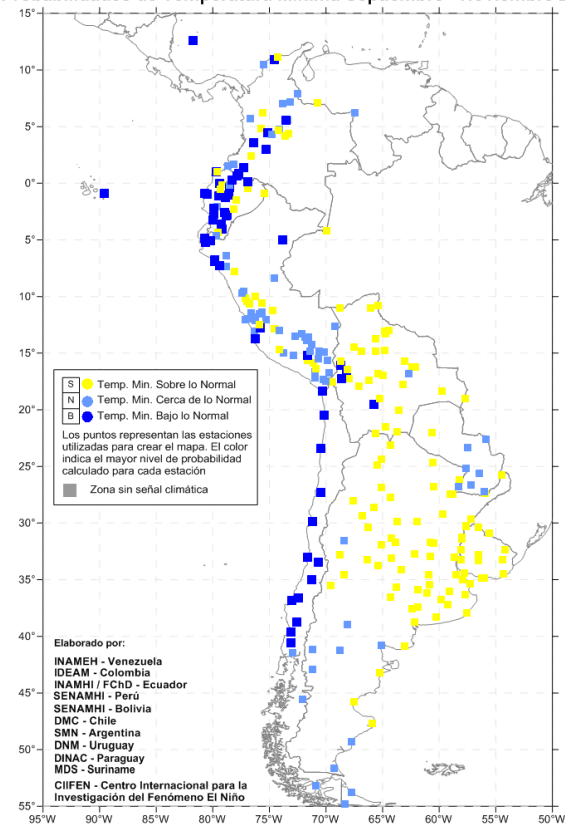 15°
10°
5°
0°
5°
10°
15°
20°
25°
30°
35°
40°
45°
50°
55°
95°W 90°W 85°W 80°W 75°W 70°W 65°W 60°W 55°W 50°W
S Temp. Min. Sobre lo Normal
N Temp. Min. Cerca de lo Normal
B Temp. Min. Bajo lo Normal
Los puntos representan las estaciones
utilizadas para crear el mapa. El color
indica el mayor nivel de probabilidad
calculado para cada estación
Zona sin señal climática
Elaborado por:
INAMEH - Venezuela
IDEAM - Colombia
INAMHI / FChD - Ecuador
SENAMHI - Perú
SENAMHI - Bolivia
DMC - Chile
SMN - Argentina
DNM - Uruguay
DINAC - Paraguay
MDS - Suriname
CIIFEN - Centro Internacional para la
Investigación del Fenómeno El Niño